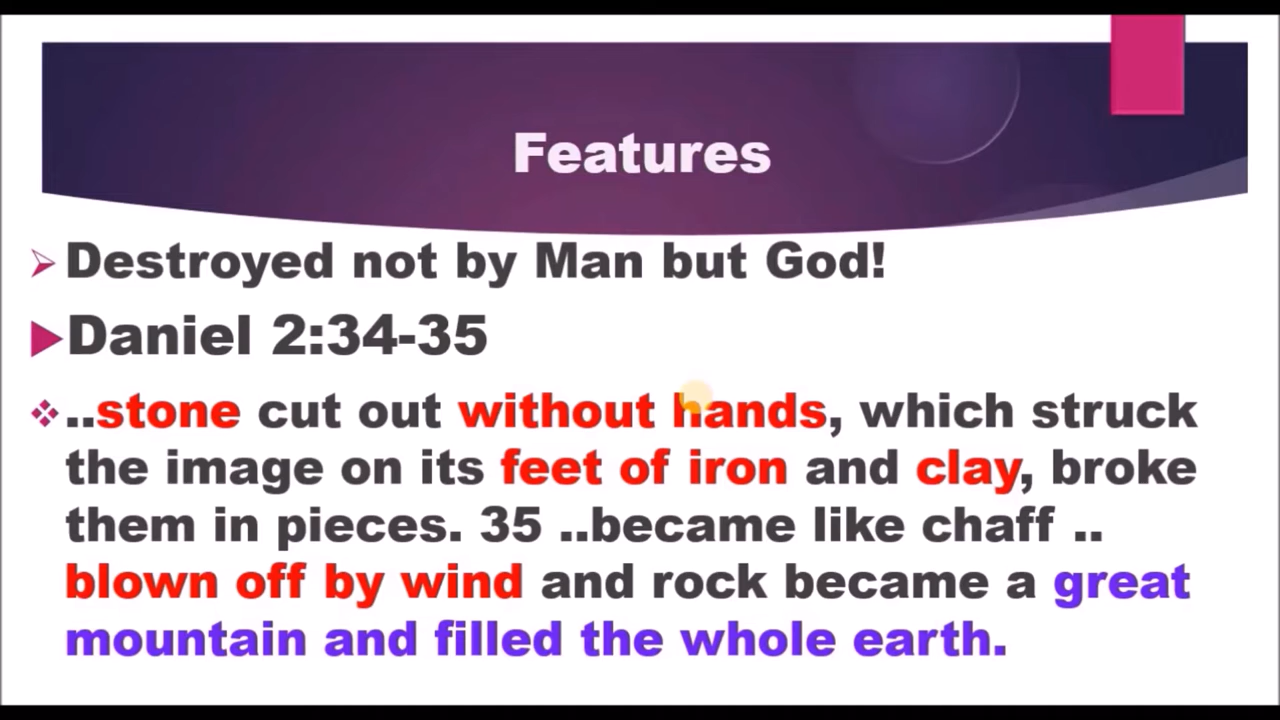 Features
Destroyed not by Man but God!
Daniel 2:34-35
..stone cut out without hands, which struck
the image on its feet of iron and clay, broke
them in pieces. 35 ..became like chaff ..
blown off by wind and rock became a great
mountain and filled the whole earth.